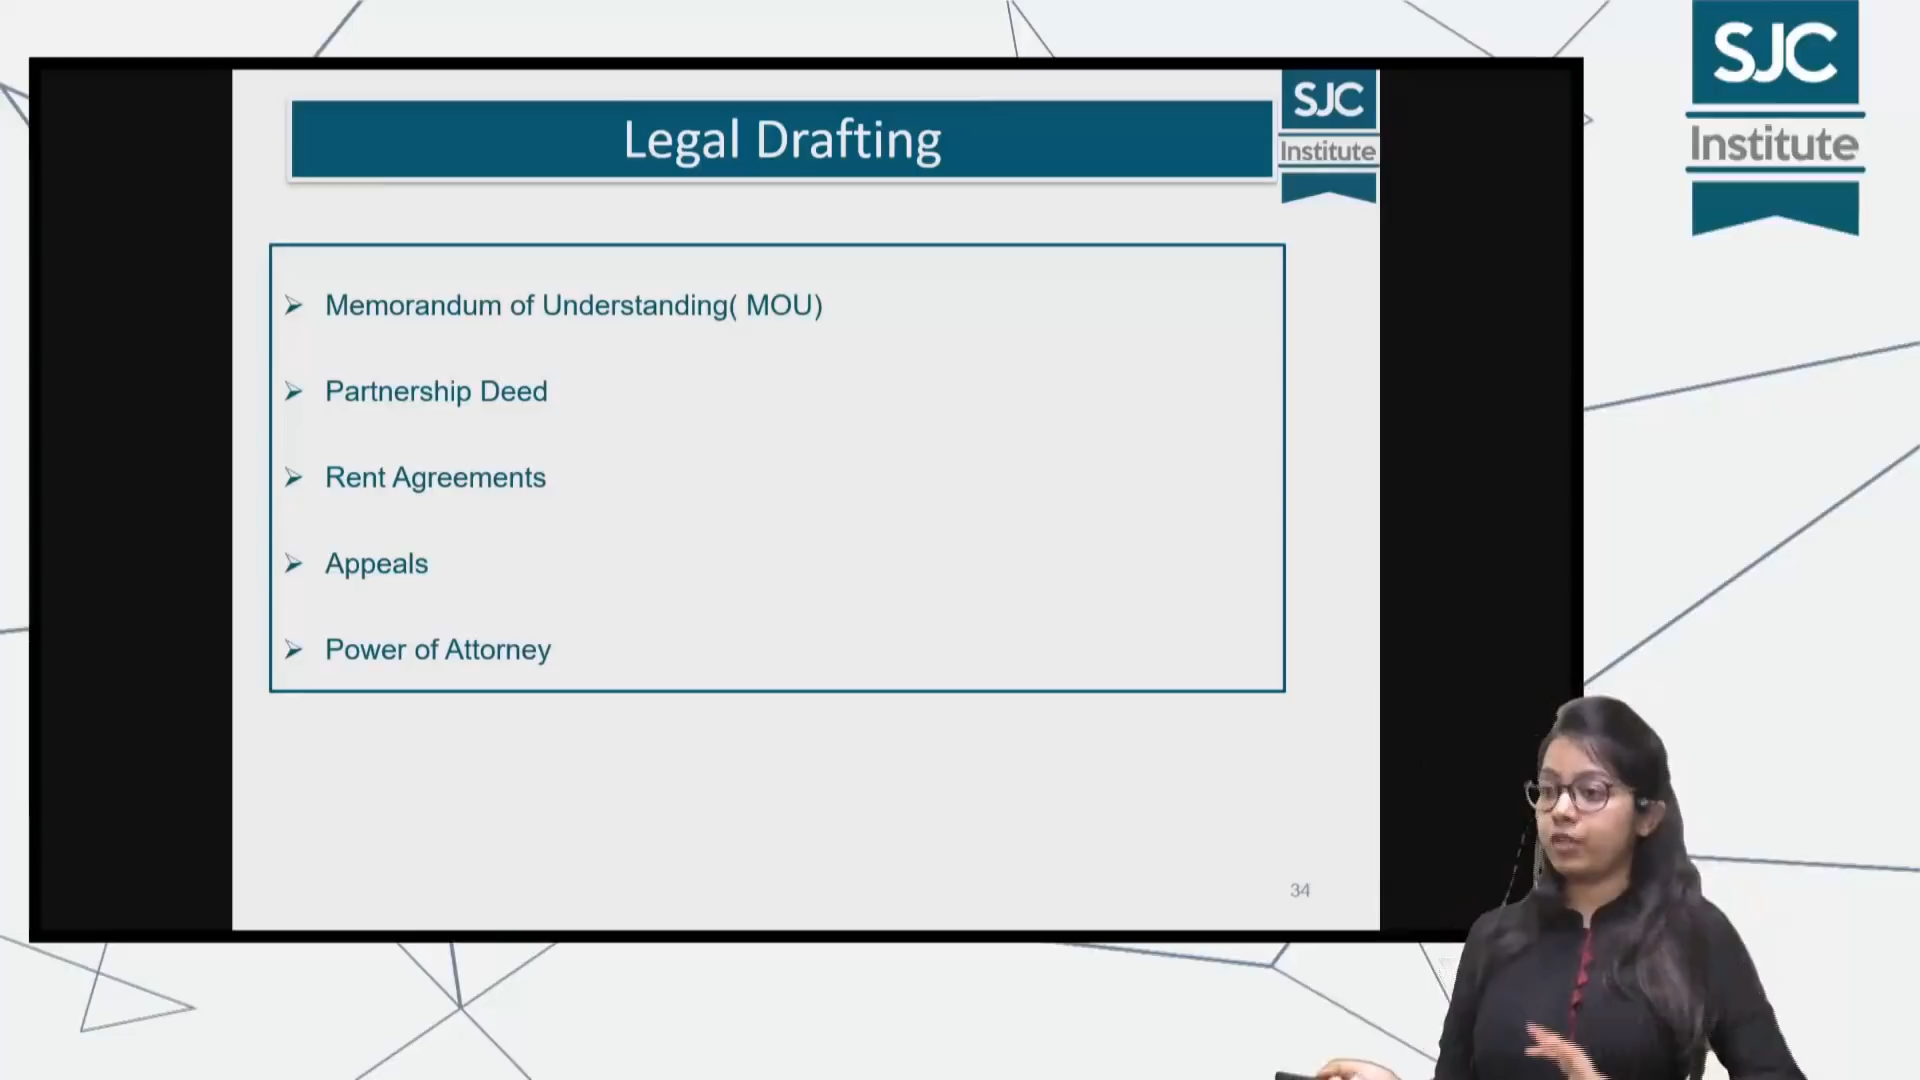 Legal Drafting
SJC
Institute
SJC
Institute
➢ Memorandum of Understanding( MOU)
➢ Partnership Deed
➢ Rent Agreements
➢ Appeals
➢ Power of Attorney
34